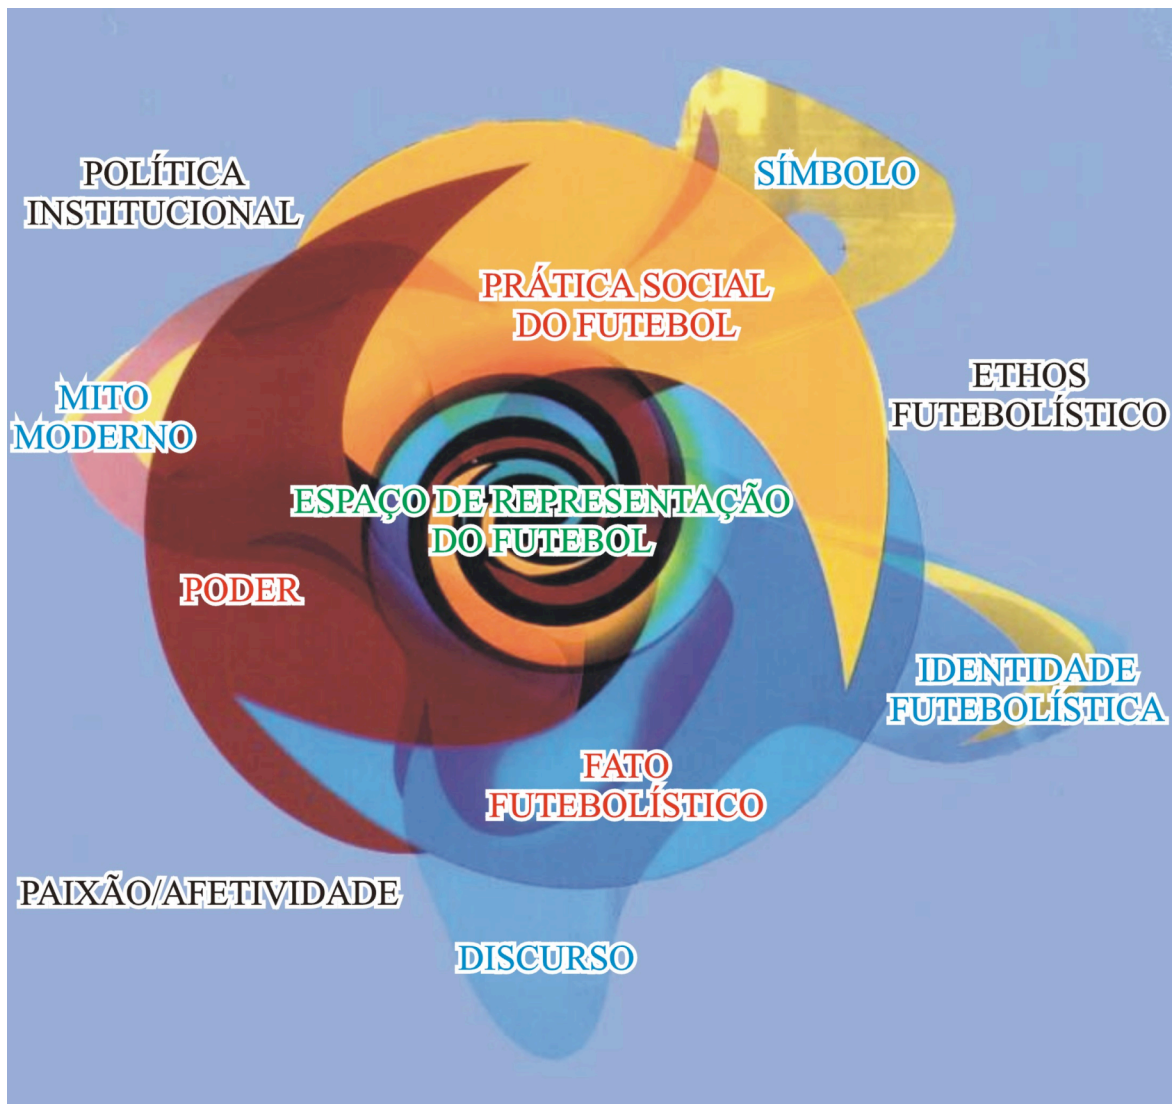 POLÍTICA
INSTITUCIONAL
SÍMBOLO
PRÁTICA SOCIAL
DO FUTEBOL
MITO
MODERNO
ETHOS
FUTEBOLÍSTICO
ESPAÇO DE REPRESENTAÇÃO
DO FUTEBOL
PODER
IDENTIDADE
FUTEBOLÍSTICA
FATO
FUTEBOLÍSTICO
PAIXÃO/AFETIVIDADE
DISCURSO